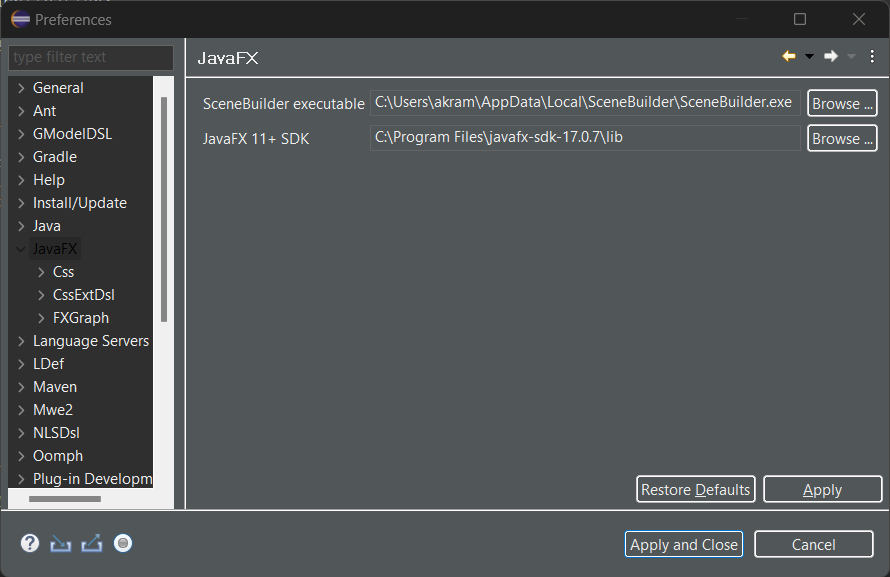 Preferences
type filter text
General
Ant
GModelDSL
Gradle
Help
Install/Update
Java
JavaFX
Css
CssExtDsl
FXGraph
Language Servers
LDef
Maven
Mwe2
NLSDsl
Oomph
Plug-in Developm
JavaFX
SceneBuilder executable C:\Users\akram\AppData\Local\SceneBuilder\SceneBuilder.exe Browse ...
JavaFX 11+ SDK C:\Program Files\javafx-sdk-17.0.7\lib Browse ...
Restore Defaults Apply
Apply and Close Cancel